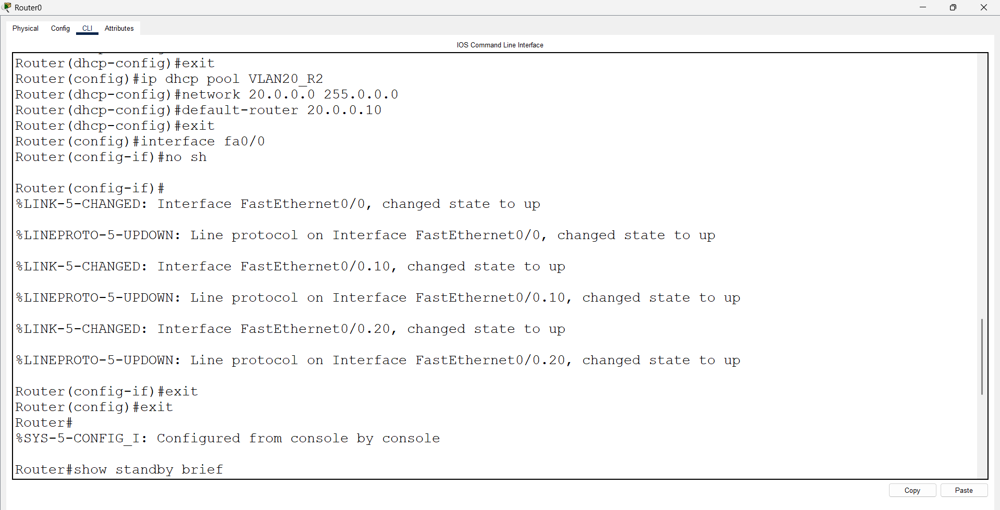 Router0
Physical Config CLI Attributes
IOS Command Line Interface
Router(dhcp-config)#exit
Router(config)#ip dhcp pool VLAN20_R2
Router(dhcp-config)#network 20.0.0.0 255.0.0.0
Router(dhcp-config)#default-router 20.0.0.10
Router(dhcp-config)#exit
Router(config)#interface fa0/0
Router(config-if)#no sh
Router(config-if)#
%LINK-5-CHANGED: Interface FastEthernet0/0, changed state to up
%LINEPROTO-5-UPDOWN: Line protocol on Interface FastEthernet0/0, changed state to up
%LINK-5-CHANGED: Interface FastEthernet0/0.10, changed state to up
%LINEPROTO-5-UPDOWN: Line protocol on Interface FastEthernet0/0.10, changed state to up
%LINK-5-CHANGED: Interface FastEthernet0/0.20, changed state to up
%LINEPROTO-5-UPDOWN: Line protocol on Interface FastEthernet0/0.20, changed state to up
Router(config-if)#exit
Router(config)#exit
Router#
%SYS-5-CONFIG_I: Configured from console by console
Router#show standby brief
Copy Paste